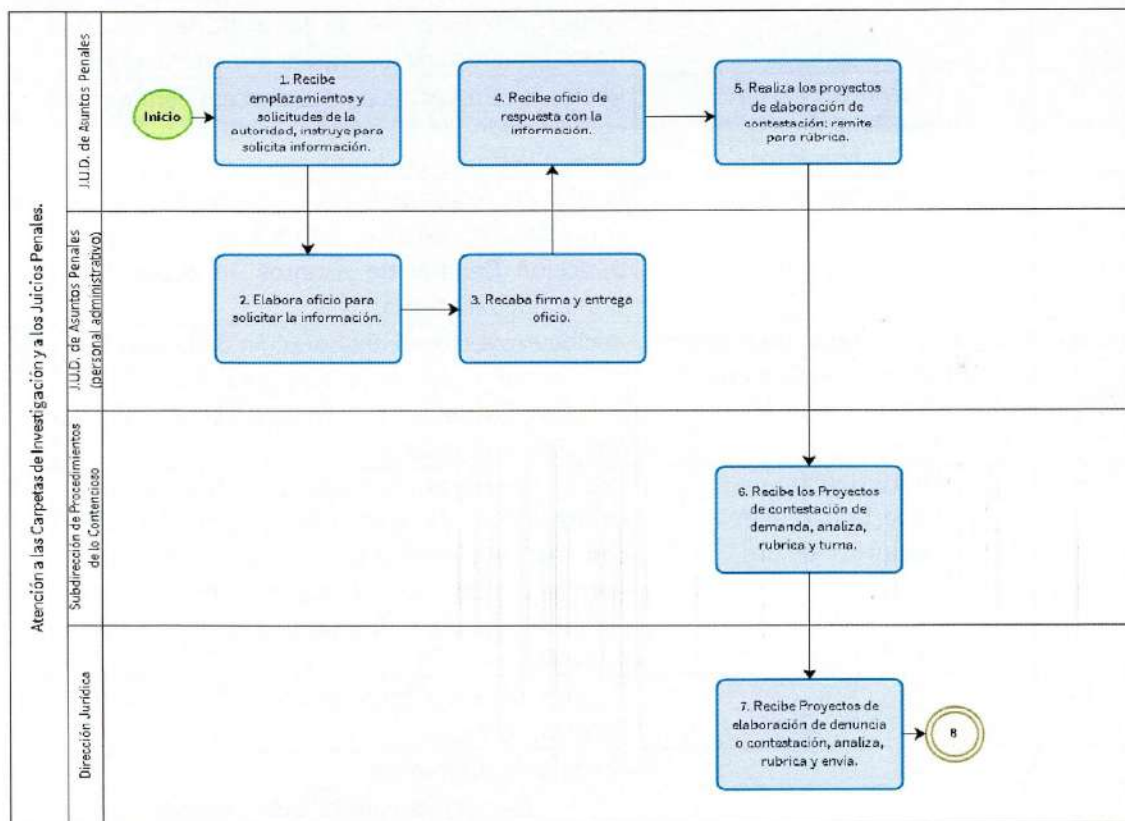 Atención a las Carpetas de Investigación y a los Juicios Penales.
J.U.D. de Asuntos Penales
Inicio
1. Recibe
emplazamientos y
solicitudes de la
autoridad, instruye para
solicita información.
4. Recibe oficio de
respuesta con la
información.
5. Realiza los proyectos
de elaboración de
contestación; remite
para rúbrica.
J.U.D. de Asuntos Penales
(personal administrativo)
2. Elabora oficio para
solicitar la información.
3. Recaba firma y entrega
oficio.
Subdirección de Procedimientos
de lo Contencioso
6. Recibe los Proyectos
de contestación de
demanda, analiza,
rubrica y turna.
Dirección Jurídica
7. Recibe Proyectos de
elaboración de denuncia
o contestación, analiza,
rubrica y envía.